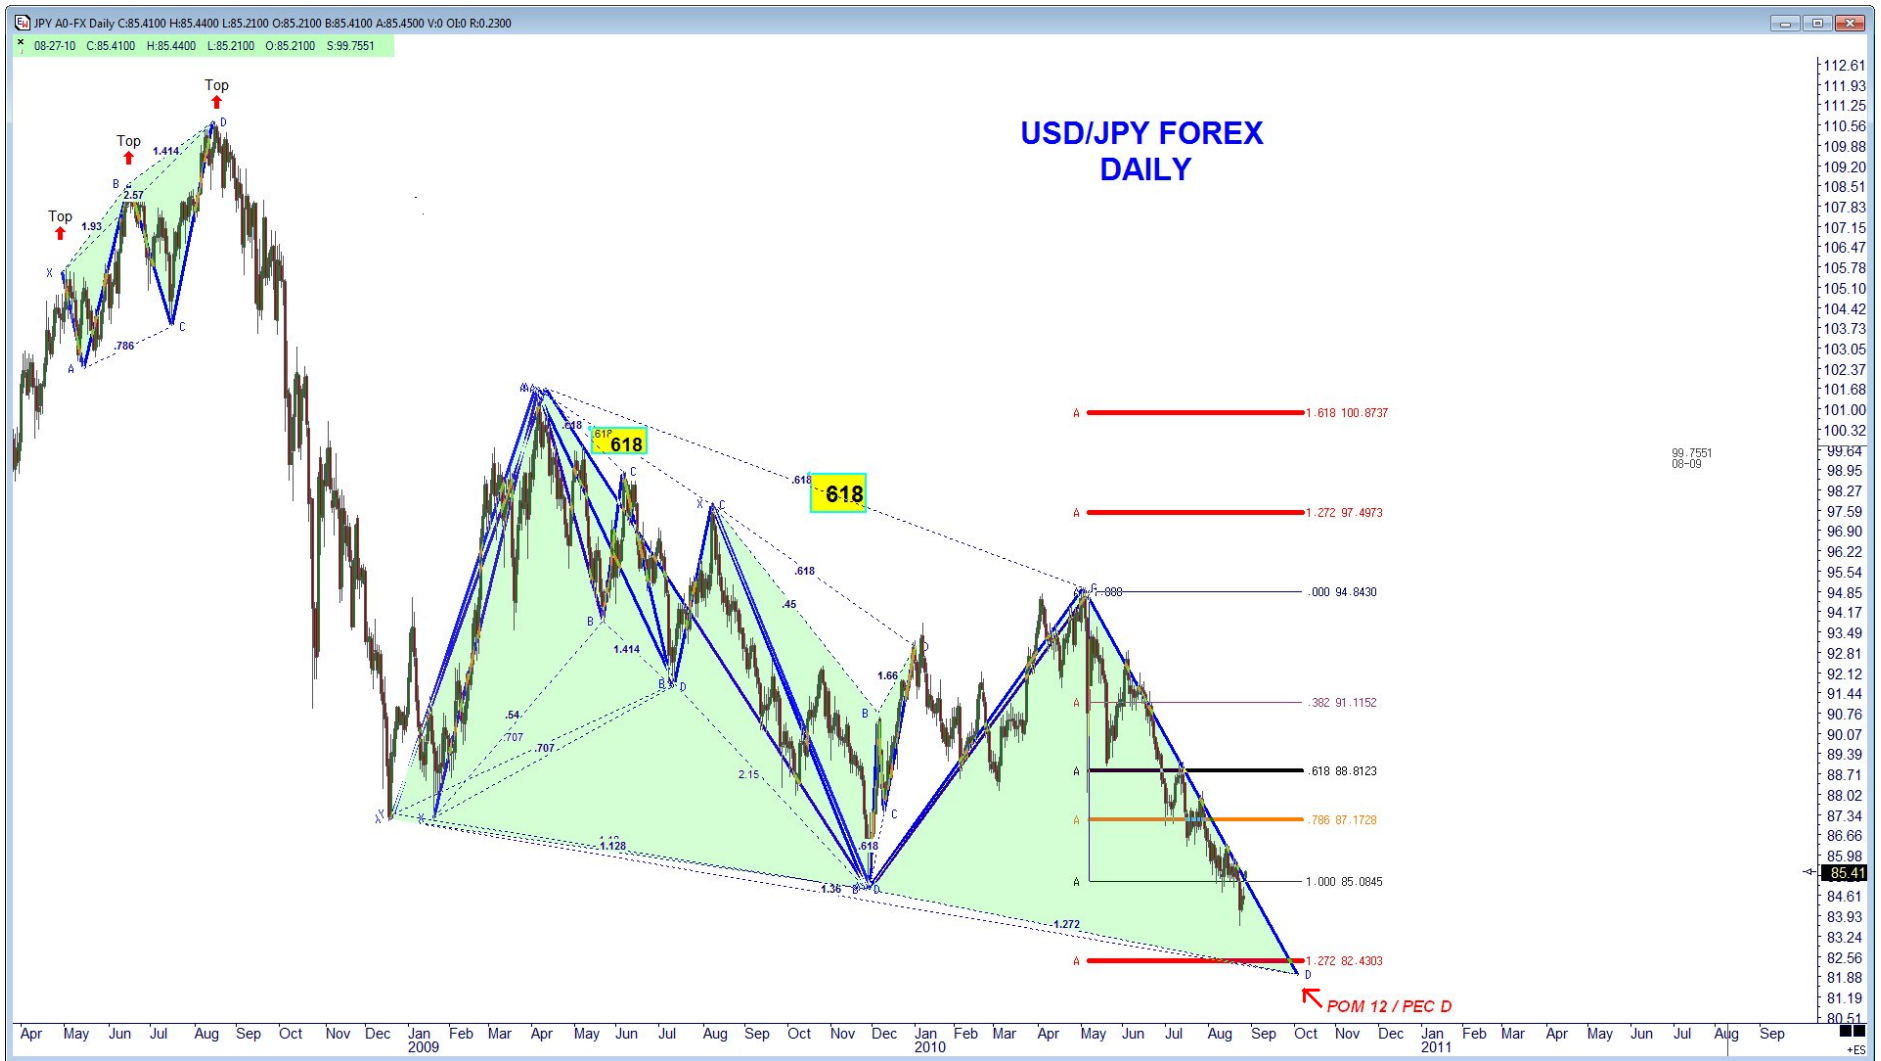 JPY A0-FX Daily C:85.4100 H:85.4400 L:85.2100 O:85.2100 B:85.4100 A:85.4500 V:0 OI:0 R:0.2300
08-27-10 C:85.4100 H:85.4400 L:85.2100 O:85.2100 S:99.7551
USD/JPY FOREX
DAILY
Top
Top
Top
D
1.414
B
2.57
1.93
X
C
.786
A
.618
.618
618
C
.618
618
X C
.618
.45
B
1.414
B D
.54
.707
.707
2.15
1.66
D
B
C
X
.618
1.128
1.36
B D
1.272
D
POM 12 / PEC D
A 1.618 100.8737
A 1.272 97.4973
.000 94.8430
A .382 91.1152
A .618 88.8123
A .786 87.1728
A 1.000 85.0845
A 1.272 82.4303
99.7551
08-09
112.61
111.93
111.25
110.56
109.88
109.20
108.51
107.83
107.15
106.47
105.78
105.10
104.42
103.73
103.05
102.37
101.68
101.00
100.32
99.64
98.95
98.27
97.59
96.90
96.22
95.54
94.85
94.17
93.49
92.81
92.12
91.44
90.76
90.07
89.39
88.71
88.02
87.34
86.66
85.98
85.41
84.61
83.93
83.24
82.56
81.88
81.19
80.51
Apr May Jun Jul Aug Sep Oct Nov Dec Jan Feb Mar Apr May Jun Jul Aug Sep Oct Nov Dec Jan Feb Mar Apr May Jun Jul Aug Sep Oct Nov Dec Jan Feb Mar Apr May Jun Jul Aug Sep
2009 2010 2011
+ES